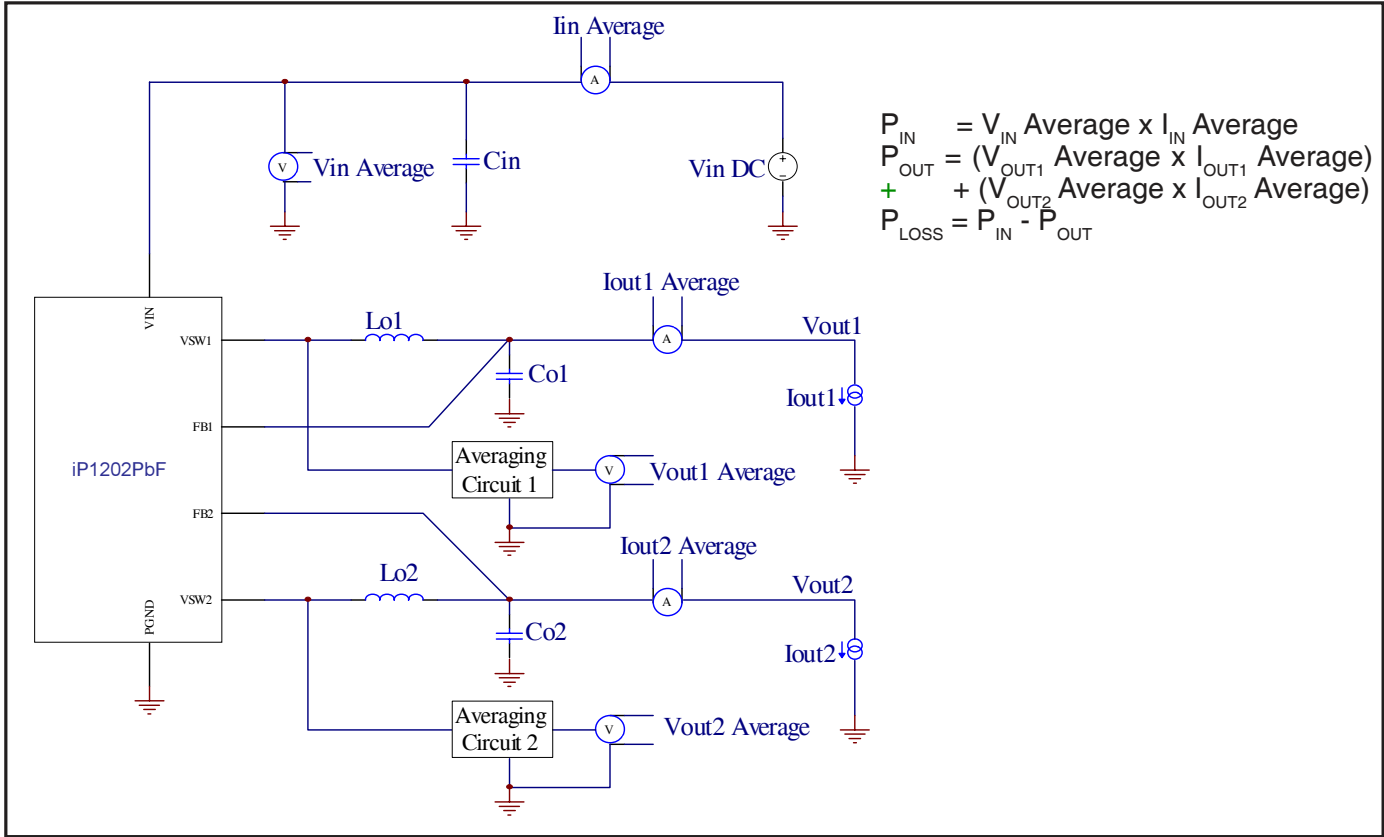 Iin Average
A
V
Vin Average
Cin
Vin DC
+
−
P_IN = V_IN Average x I_IN Average
P_OUT = (V_OUT1 Average x I_OUT1 Average)
+ + (V_OUT2 Average x I_OUT2 Average)
P_LOSS = P_IN - P_OUT
VIN
VSW1
FB1
iP1202PbF
FB2
VSW2
PGND
Lo1
Co1
Iout1 Average
A
Vout1
Iout1
Averaging
Circuit 1
V
Vout1 Average
Iout2 Average
Lo2
Co2
A
Vout2
Iout2
Averaging
Circuit 2
V
Vout2 Average